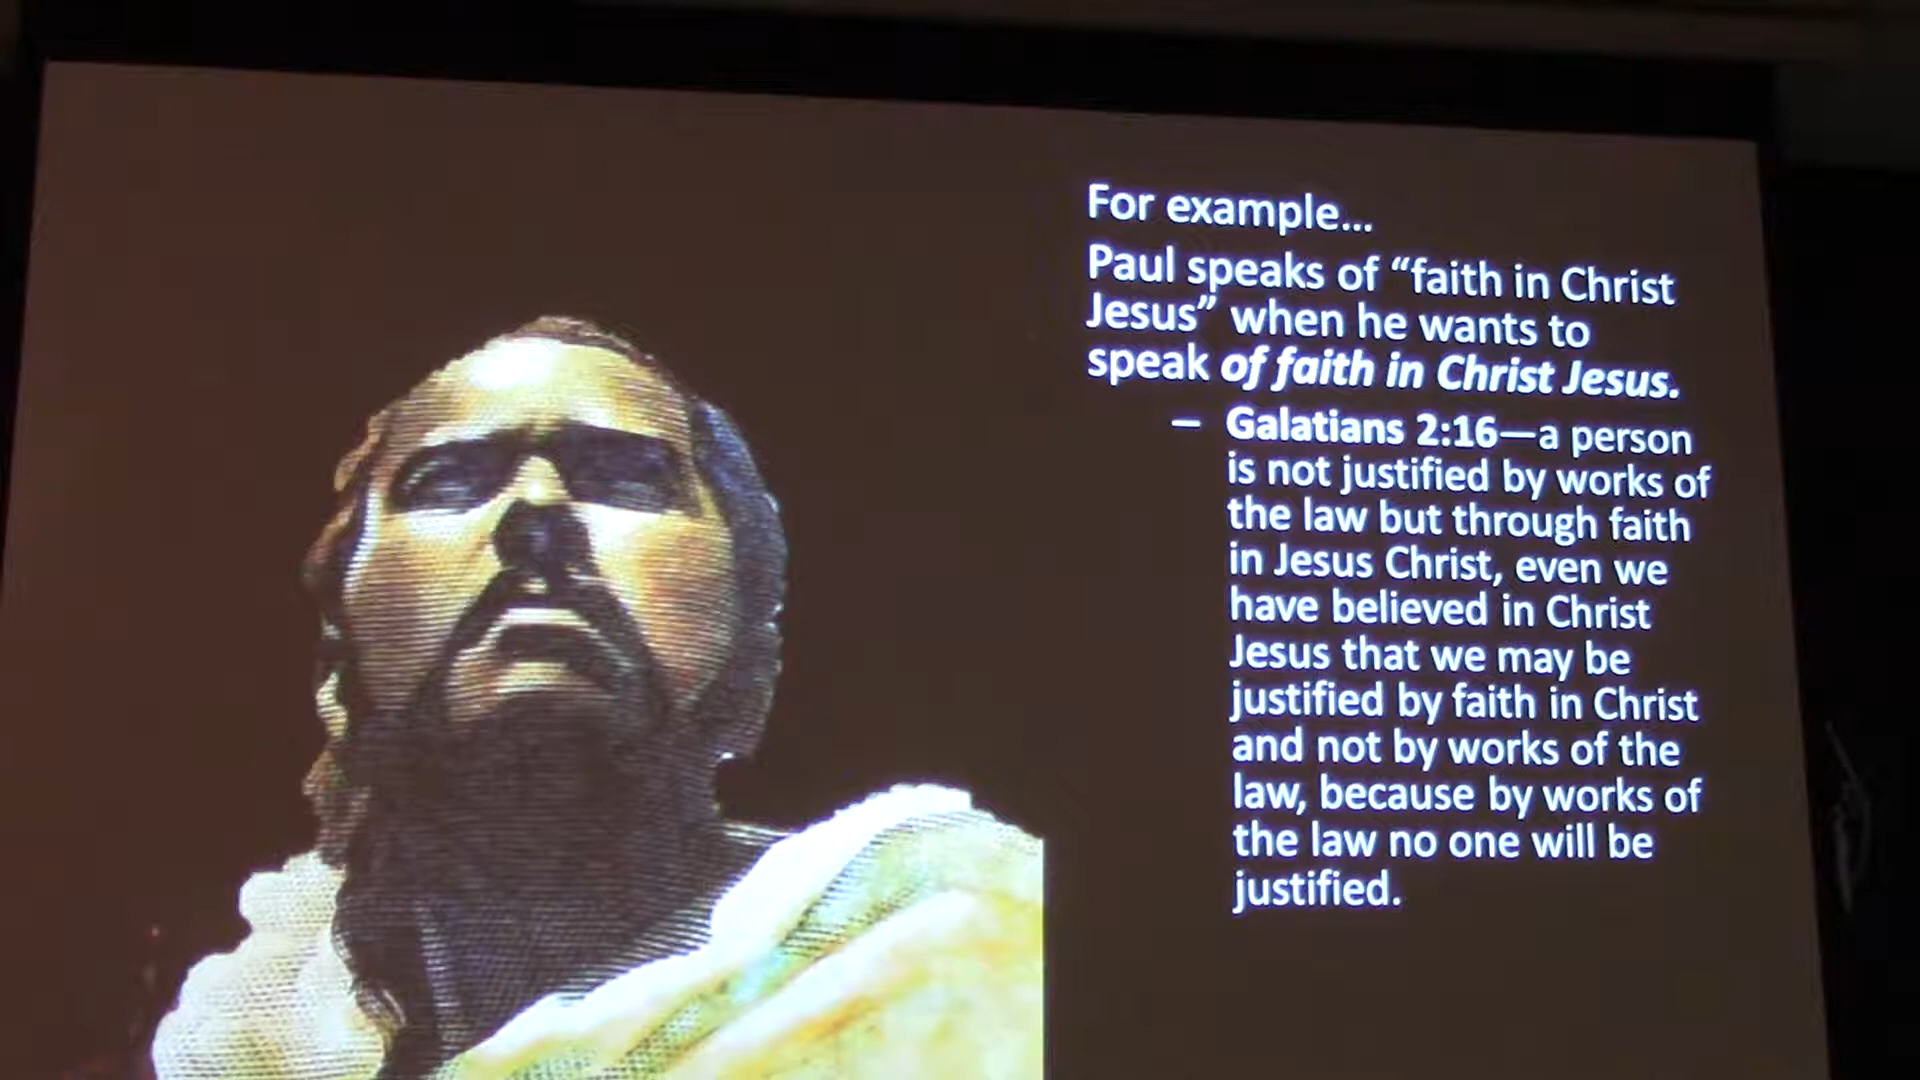 For example...
Paul speaks of “faith in Christ
Jesus” when he wants to
speak of faith in Christ Jesus.
– Galatians 2:16—a person
is not justified by works of
the law but through faith
in Jesus Christ, even we
have believed in Christ
Jesus that we may be
justified by faith in Christ
and not by works of the
law, because by works of
the law no one will be
justified.